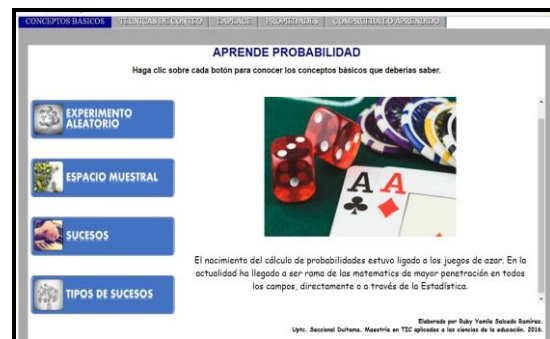 CONCEPTOS BÁSICOS TÉCNICAS DE CONTEO LAPLACE PROPIEDADES COMPRUEBA LO APRENDIDO
APRENDE PROBABILIDAD
Haga clic sobre cada botón para conocer los conceptos básicos que deberías saber.
EXPERIMENTO
ALEATORIO
ESPACIO MUESTRAL
SUCESOS
TIPOS DE SUCESOS
A A
El nacimiento del cálculo de probabilidades estuvo ligado a los juegos de azar. En la
actualidad ha llegado a ser rama de las matematics de mayor penetración en todos
los campos, directamente o a través de la Estadística.
Elaborado por Ruby Yamile Salcedo Ramírez.
Uptc. Seccional Duitama. Maestría en TIC aplicadas a las ciencias de la educación. 2016.